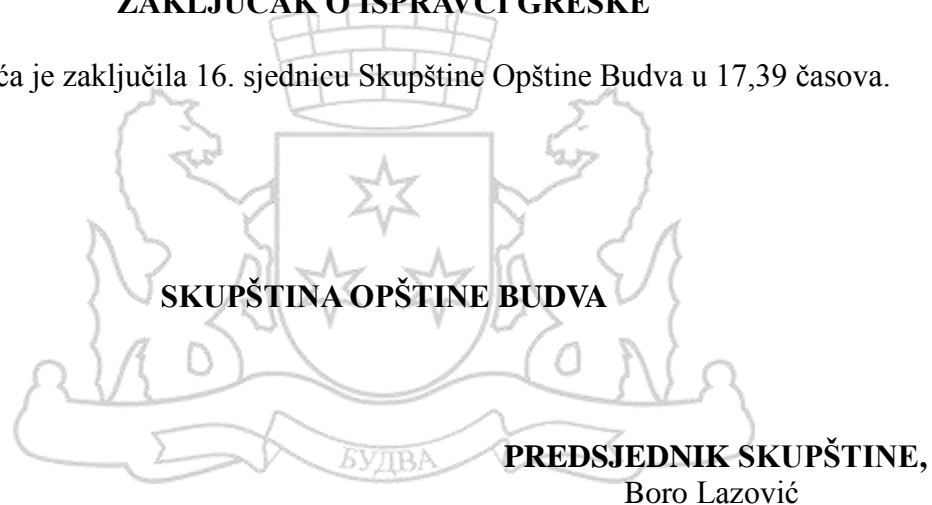 ZAKLJUČAK O ISPRAVCI GREŠKE
ća je zaključila 16. sjednicu Skupštine Opštine Budva u 17,39 časova.
SKUPŠTINA OPŠTINE BUDVA
БУДВА
PREDSJEDNIK SKUPŠTINE,
Boro Lazović